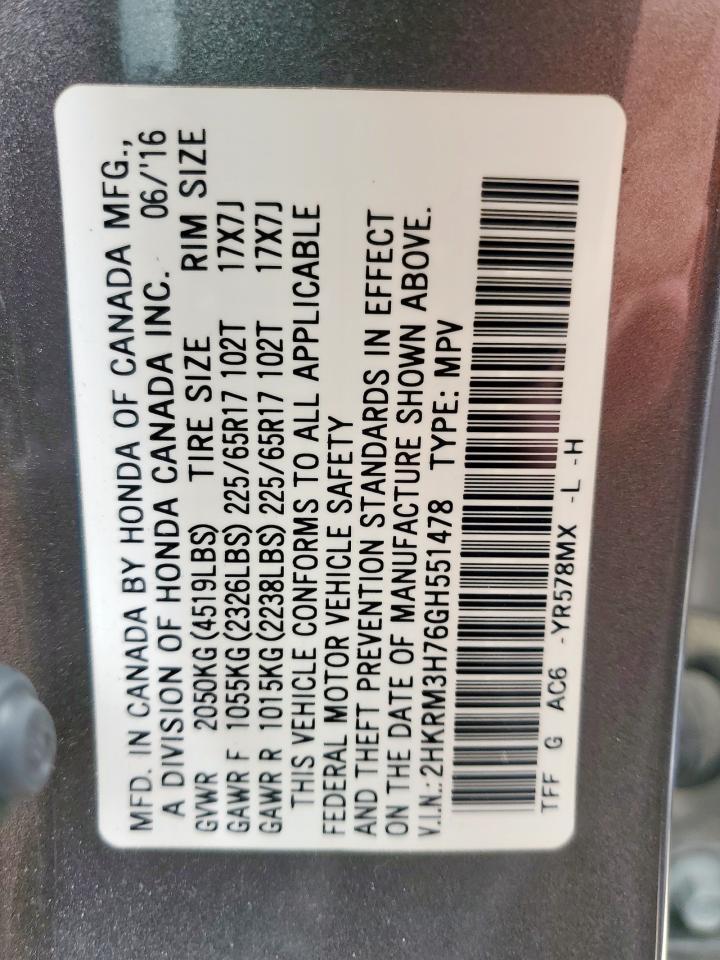 MFD. IN CANADA BY HONDA OF CANADA MFG.,
A DIVISION OF HONDA CANADA INC. 06/'16
GVWR 2050KG(4519LBS) TIRE SIZE RIM SIZE
GAWR F 1055KG(2326LBS) 225/65R17 102T 17X7J
GAWR R 1015KG(2238LBS) 225/65R17 102T 17X7J
THIS VEHICLE CONFORMS TO ALL APPLICABLE
FEDERAL MOTOR VEHICLE SAFETY
AND THEFT PREVENTION STANDARDS IN EFFECT
ON THE DATE OF MANUFACTURE SHOWN ABOVE.
V.I.N.:2HKRM3H76GH551478 TYPE: MPV
TFF G AC6 -YR578MX -L -H